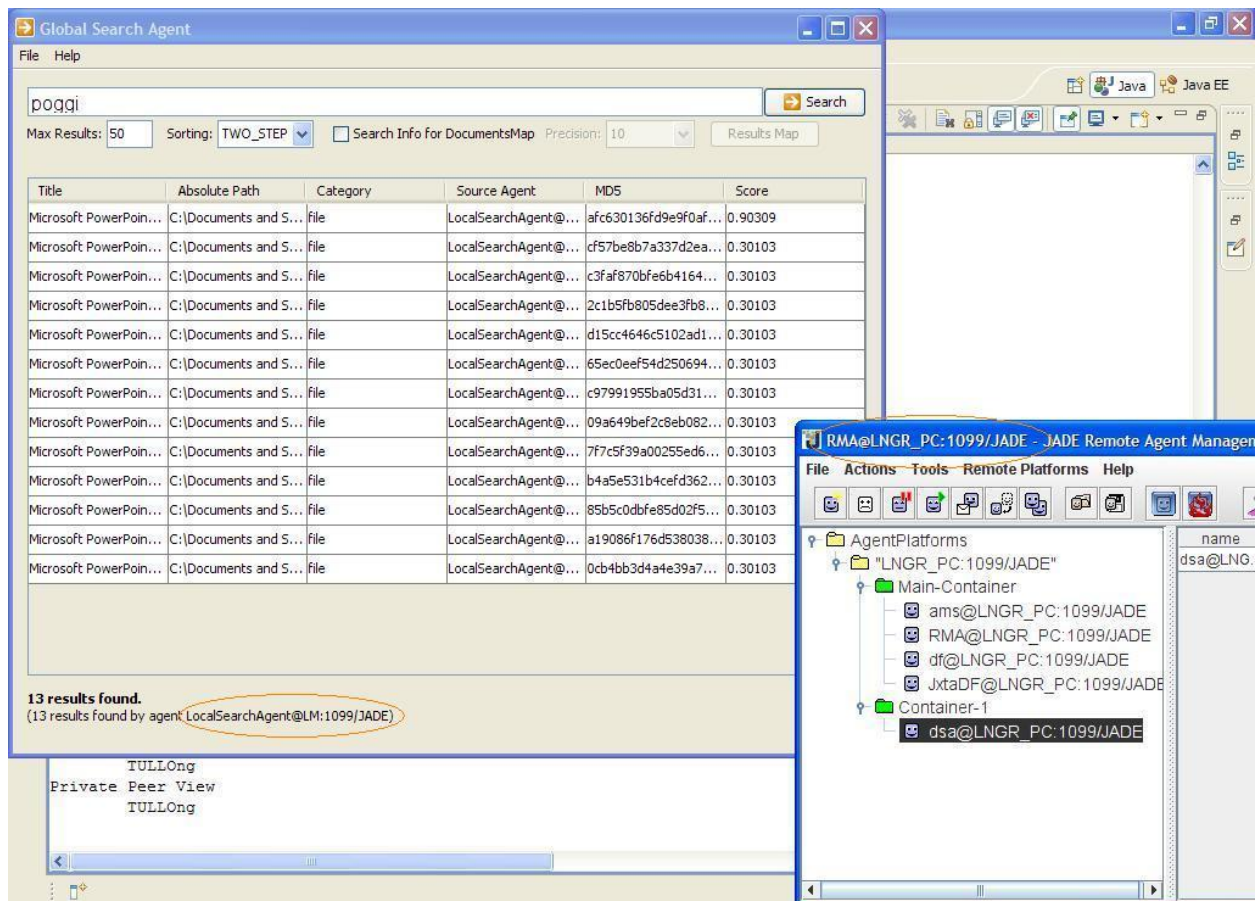 Global Search Agent
File Help
poggi
Search
Max Results: 50 Sorting: TWO_STEP Search Info for DocumentsMap Precision: 10 Results Map
Title Absolute Path Category Source Agent MD5 Score
Microsoft PowerPoin... C:\Documents and S... file LocalSearchAgent@... afc630136fd9e9f0af... 0.90309
Microsoft PowerPoin... C:\Documents and S... file LocalSearchAgent@... cf57be8b7a337d2ea... 0.30103
Microsoft PowerPoin... C:\Documents and S... file LocalSearchAgent@... c3faf870bfe6b4164... 0.30103
Microsoft PowerPoin... C:\Documents and S... file LocalSearchAgent@... 2c1b5fb805dee3fb8... 0.30103
Microsoft PowerPoin... C:\Documents and S... file LocalSearchAgent@... d15cc4646c5102ad1... 0.30103
Microsoft PowerPoin... C:\Documents and S... file LocalSearchAgent@... 65ec0eef54d250694... 0.30103
Microsoft PowerPoin... C:\Documents and S... file LocalSearchAgent@... c97991955ba05d31... 0.30103
Microsoft PowerPoin... C:\Documents and S... file LocalSearchAgent@... 09a649bef2c8eb082... 0.30103
Microsoft PowerPoin... C:\Documents and S... file LocalSearchAgent@... 7f7c5f39a00255ed6... 0.30103
Microsoft PowerPoin... C:\Documents and S... file LocalSearchAgent@... b4a5e531b4cefd362... 0.30103
Microsoft PowerPoin... C:\Documents and S... file LocalSearchAgent@... 85b5c0dbfe85d02f5... 0.30103
Microsoft PowerPoin... C:\Documents and S... file LocalSearchAgent@... a19086f176d538038... 0.30103
Microsoft PowerPoin... C:\Documents and S... file LocalSearchAgent@... 0cb4bb3d4a4e39a7... 0.30103
13 results found.
(13 results found by agent LocalSearchAgent@LM:1099/JADE)
TULLOng
Private Peer View
TULLOng
Java Java EE
RMA@LNGR_PC:1099/JADE - JADE Remote Agent Managem
File Actions Tools Remote Platforms Help
AgentPlatforms
"LNGR_PC:1099/JADE"
Main-Container
ams@LNGR_PC:1099/JADE
RMA@LNGR_PC:1099/JADE
df@LNGR_PC:1099/JADE
JxtaDF@LNGR_PC:1099/JADE
Container-1
dsa@LNGR_PC:1099/JADE
name
dsa@LNG.